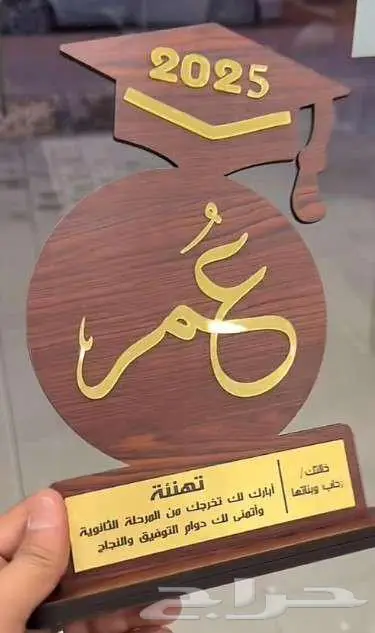 2025
عُمر
تهنئة
أبارك لك تخرجك من المرحلة الثانوية
وأتمنى لك دوام التوفيق والنجاح
خالتك /
رحاب وبناتها
حراج